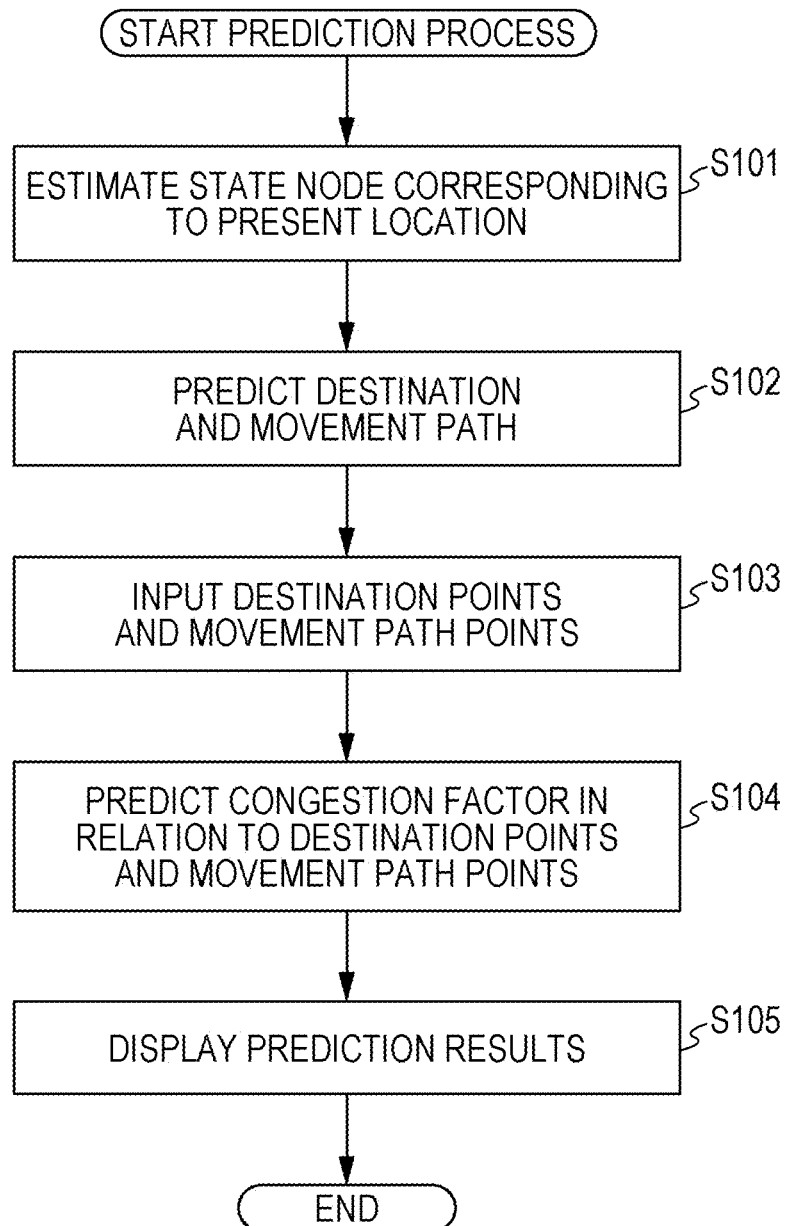 START PREDICTION PROCESS
S101
ESTIMATE STATE NODE CORRESPONDING
TO PRESENT LOCATION
S102
PREDICT DESTINATION
AND MOVEMENT PATH
S103
INPUT DESTINATION POINTS
AND MOVEMENT PATH POINTS
S104
PREDICT CONGESTION FACTOR IN
RELATION TO DESTINATION POINTS
AND MOVEMENT PATH POINTS
S105
DISPLAY PREDICTION RESULTS
END